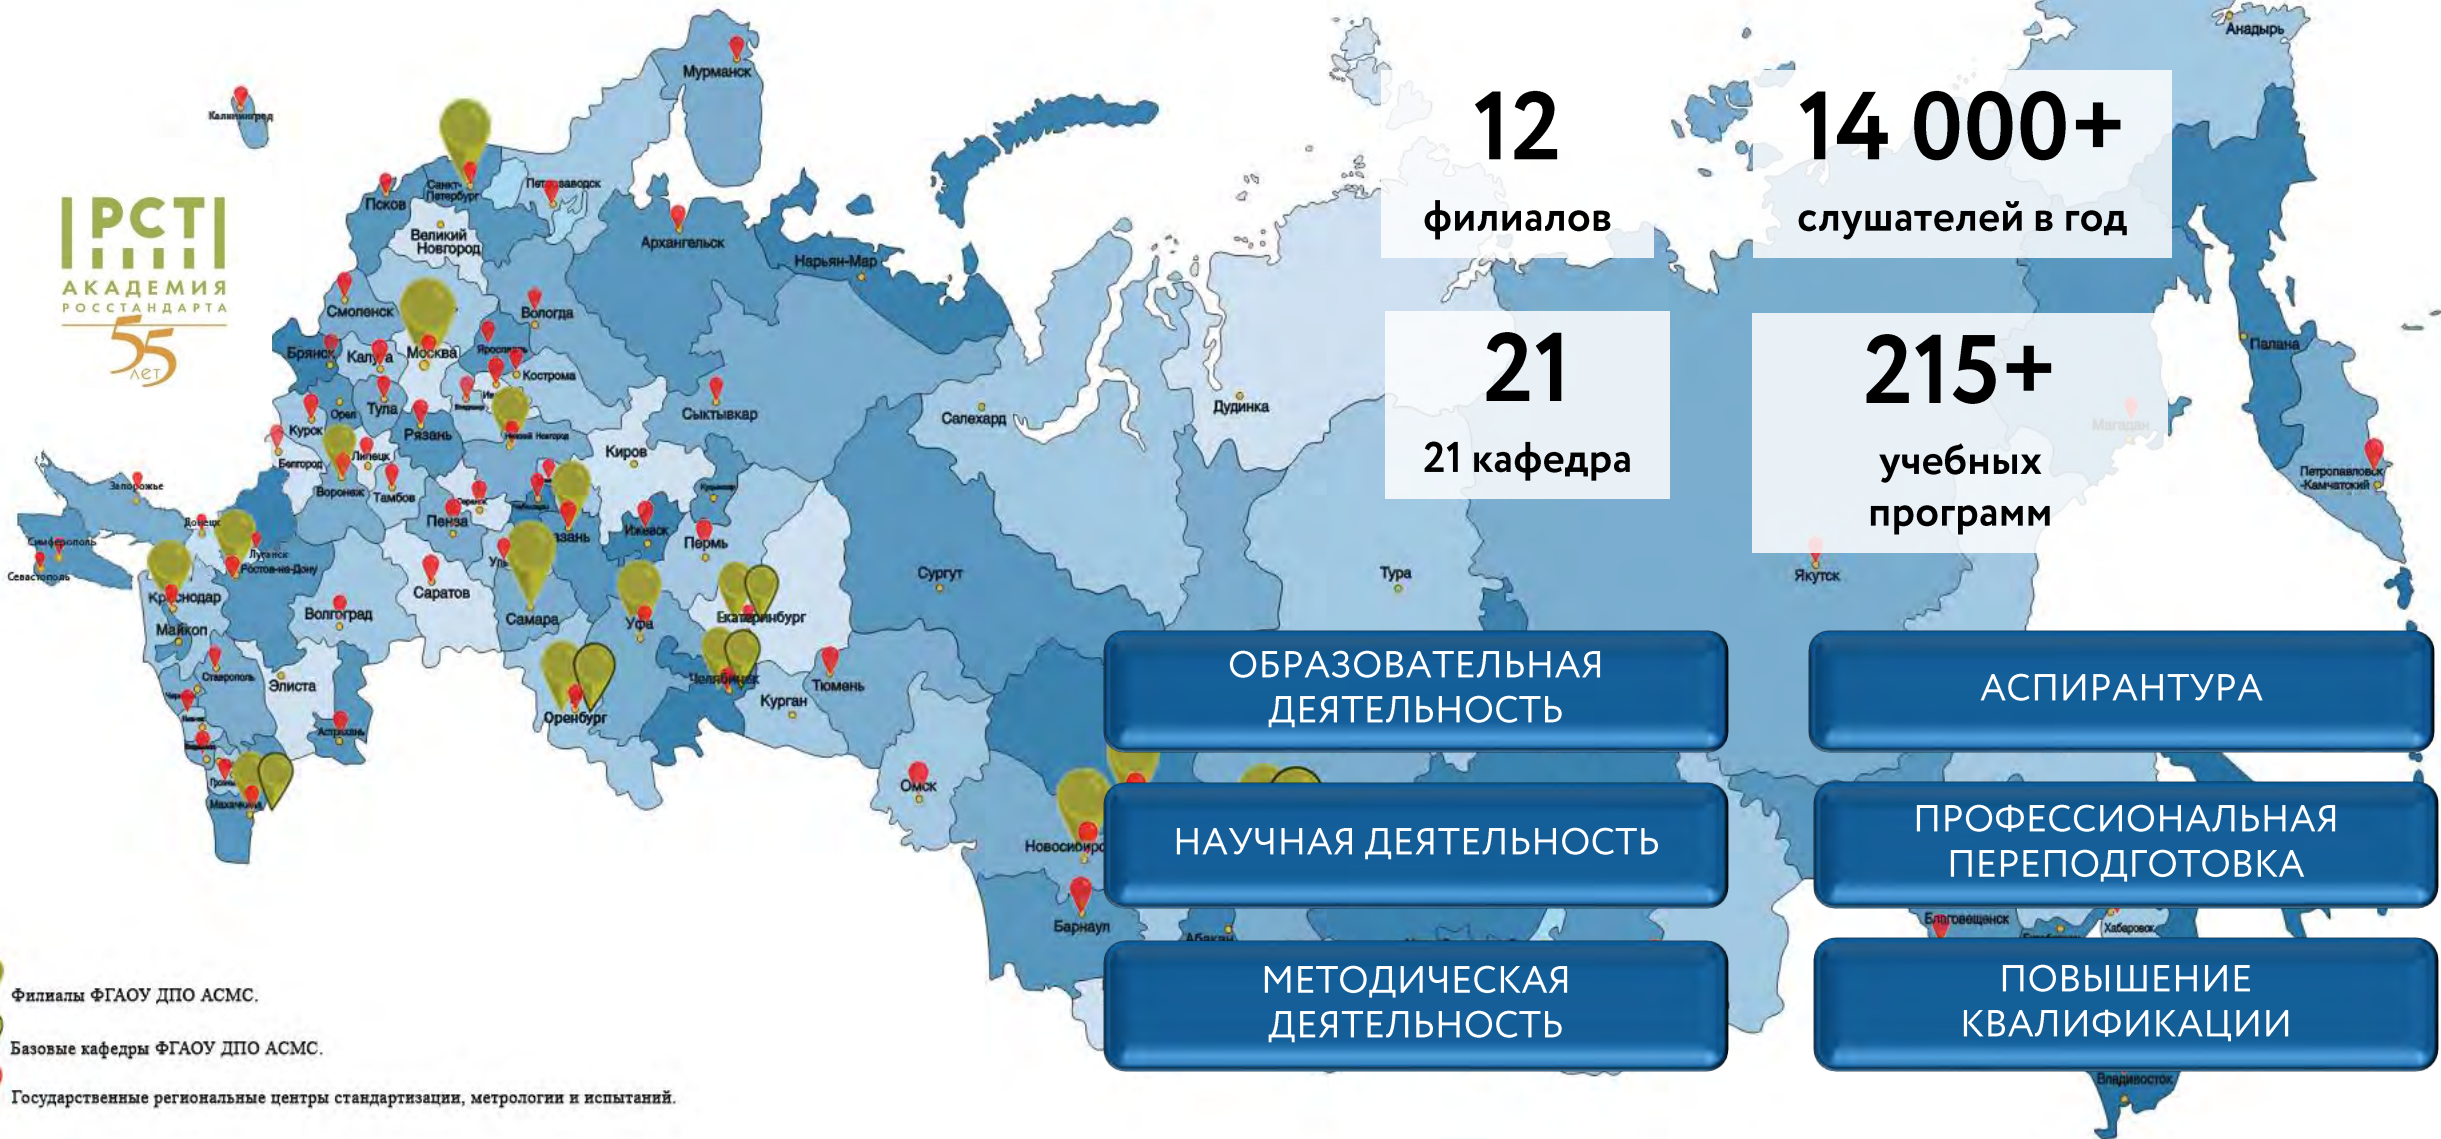 Анадырь
Мурманск
Калининград
12
филиалов
14 000+
слушателей в год
Санкт-
Петербург
Петрозаводск
Псков
РСТ
АКАДЕМИЯ
РОССТАНДАРТА
55
лет
Великий
Новгород
Архангельск
Нарьян-Мар
Смоленск
Вологда
21
21 кафедра
215+
учебных
программ
Палана
Брянск
Калуга
Москва
Ярославль
Кострома
Орел
Тула
Сыктывкар
Салехард
Дудинка
Магадан
Курск
Рязань
Нижний Новгород
Белгород
Липецк
Киров
Петропавловск
-Камчатский
Запорожье
Воронеж
Тамбов
Пенза
Донецк
Ижевск
Пермь
Симферополь
Луганск
Ростов-на-Дону
Севастополь
Сургут
Тура
Якутск
Краснодар
Волгоград
Саратов
Самара
Уфа
Екатеринбург
Майкоп
Ставрополь
Элиста
Челябинск
Курган
Тюмень
Оренбург
Астрахань
ОБРАЗОВАТЕЛЬНАЯ
ДЕЯТЕЛЬНОСТЬ
АСПИРАНТУРА
Махачкала
Омск
НАУЧНАЯ ДЕЯТЕЛЬНОСТЬ
ПРОФЕССИОНАЛЬНАЯ
ПЕРЕПОДГОТОВКА
Барнаул
Абакан
Благовещенск
Хабаровск
МЕТОДИЧЕСКАЯ
ДЕЯТЕЛЬНОСТЬ
ПОВЫШЕНИЕ
КВАЛИФИКАЦИИ
Владивосток
Филиалы ФГАОУ ДПО АСМС.
Базовые кафедры ФГАОУ ДПО АСМС.
Государственные региональные центры стандартизации, метрологии и испытаний.